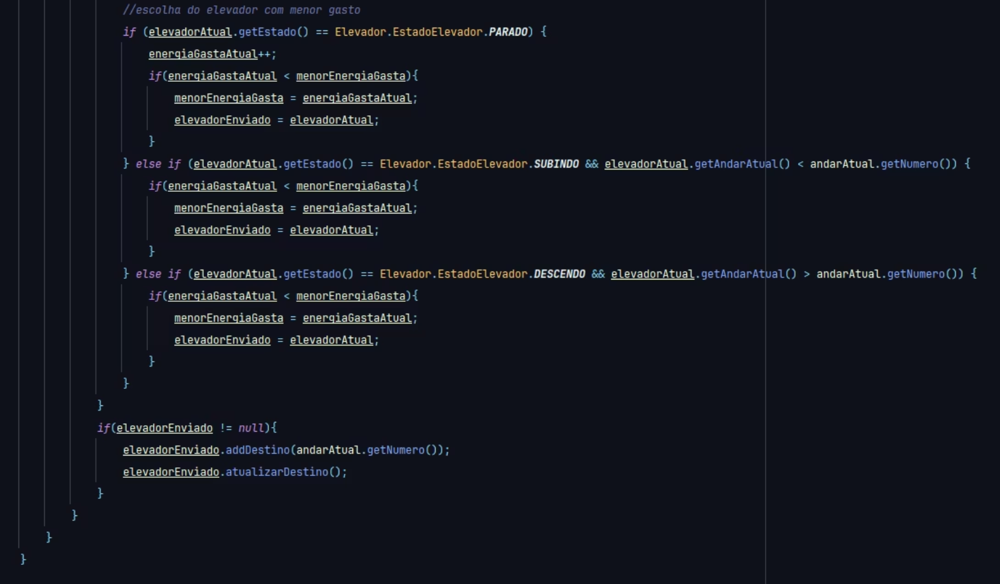 //escolha do elevador com menor gasto
if (elevadorAtual.getEstado() == Elevador.EstadoElevador.PARADO) {
energiaGastaAtual++;
if(energiaGastaAtual < menorEnergiaGasta){
menorEnergiaGasta = energiaGastaAtual;
elevadorEnviado = elevadorAtual;
}
} else if (elevadorAtual.getEstado() == Elevador.EstadoElevador.SUBINDO && elevadorAtual.getAndarAtual() < andarAtual.getNumero()) {
if(energiaGastaAtual < menorEnergiaGasta){
menorEnergiaGasta = energiaGastaAtual;
elevadorEnviado = elevadorAtual;
}
} else if (elevadorAtual.getEstado() == Elevador.EstadoElevador.DESCENDO && elevadorAtual.getAndarAtual() > andarAtual.getNumero()) {
if(energiaGastaAtual < menorEnergiaGasta){
menorEnergiaGasta = energiaGastaAtual;
elevadorEnviado = elevadorAtual;
}
}
}
if(elevadorEnviado != null){
elevadorEnviado.addDestino(andarAtual.getNumero());
elevadorEnviado.atualizarDestino();
}
}
}
}